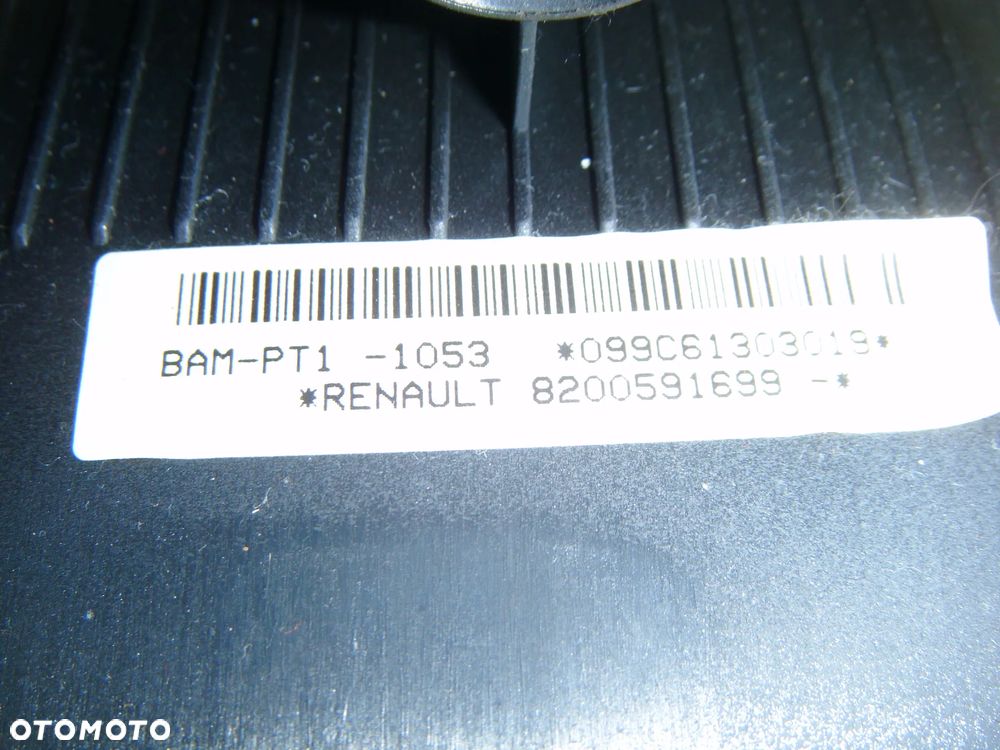 BAM-PT1 -1053 *099C61303019*
*RENAULT 8200591699 -*
OTOMOTO